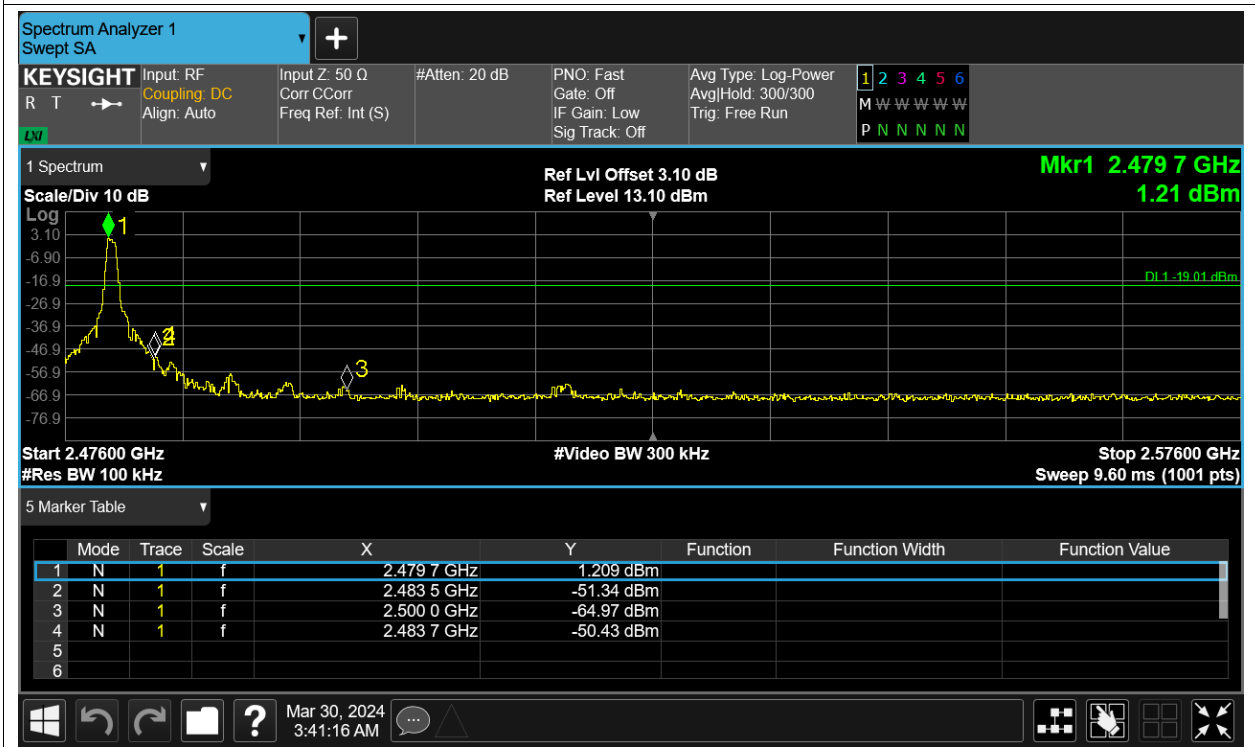 Spectrum Analyzer 1
Swept SA
KEYSIGHT Input: RF Input Z: 50 Ω #Atten: 20 dB PNO: Fast Avg Type: Log-Power 1 2 3 4 5 6
R T Coupling: DC Corr CCorr Gate: Off Avg|Hold: 300/300 M W W W W W W
Align: Auto Freq Ref: Int (S) IF Gain: Low Trig: Free Run
LXI Sig Track: Off P N N N N N N
1 Spectrum Ref Lvl Offset 3.10 dB Mkr1 2.479 7 GHz
Scale/Div 10 dB Ref Level 13.10 dBm 1.21 dBm
Log
1
3.10
-6.90
-16.9 DL1 -19.01 dBm
-26.9
-36.9
2 4
-46.9
-56.9 3
-66.9
-76.9
Start 2.47600 GHz #Video BW 300 kHz Stop 2.57600 GHz
#Res BW 100 kHz Sweep 9.60 ms (1001 pts)
5 Marker Table
Mode Trace Scale X Y Function Function Width Function Value
1 N 1 f 2.479 7 GHz 1.209 dBm
2 N 1 f 2.483 5 GHz -51.34 dBm
3 N 1 f 2.500 0 GHz -64.97 dBm
4 N 1 f 2.483 7 GHz -50.43 dBm
5
6
? Mar 30, 2024
3:41:16 AM